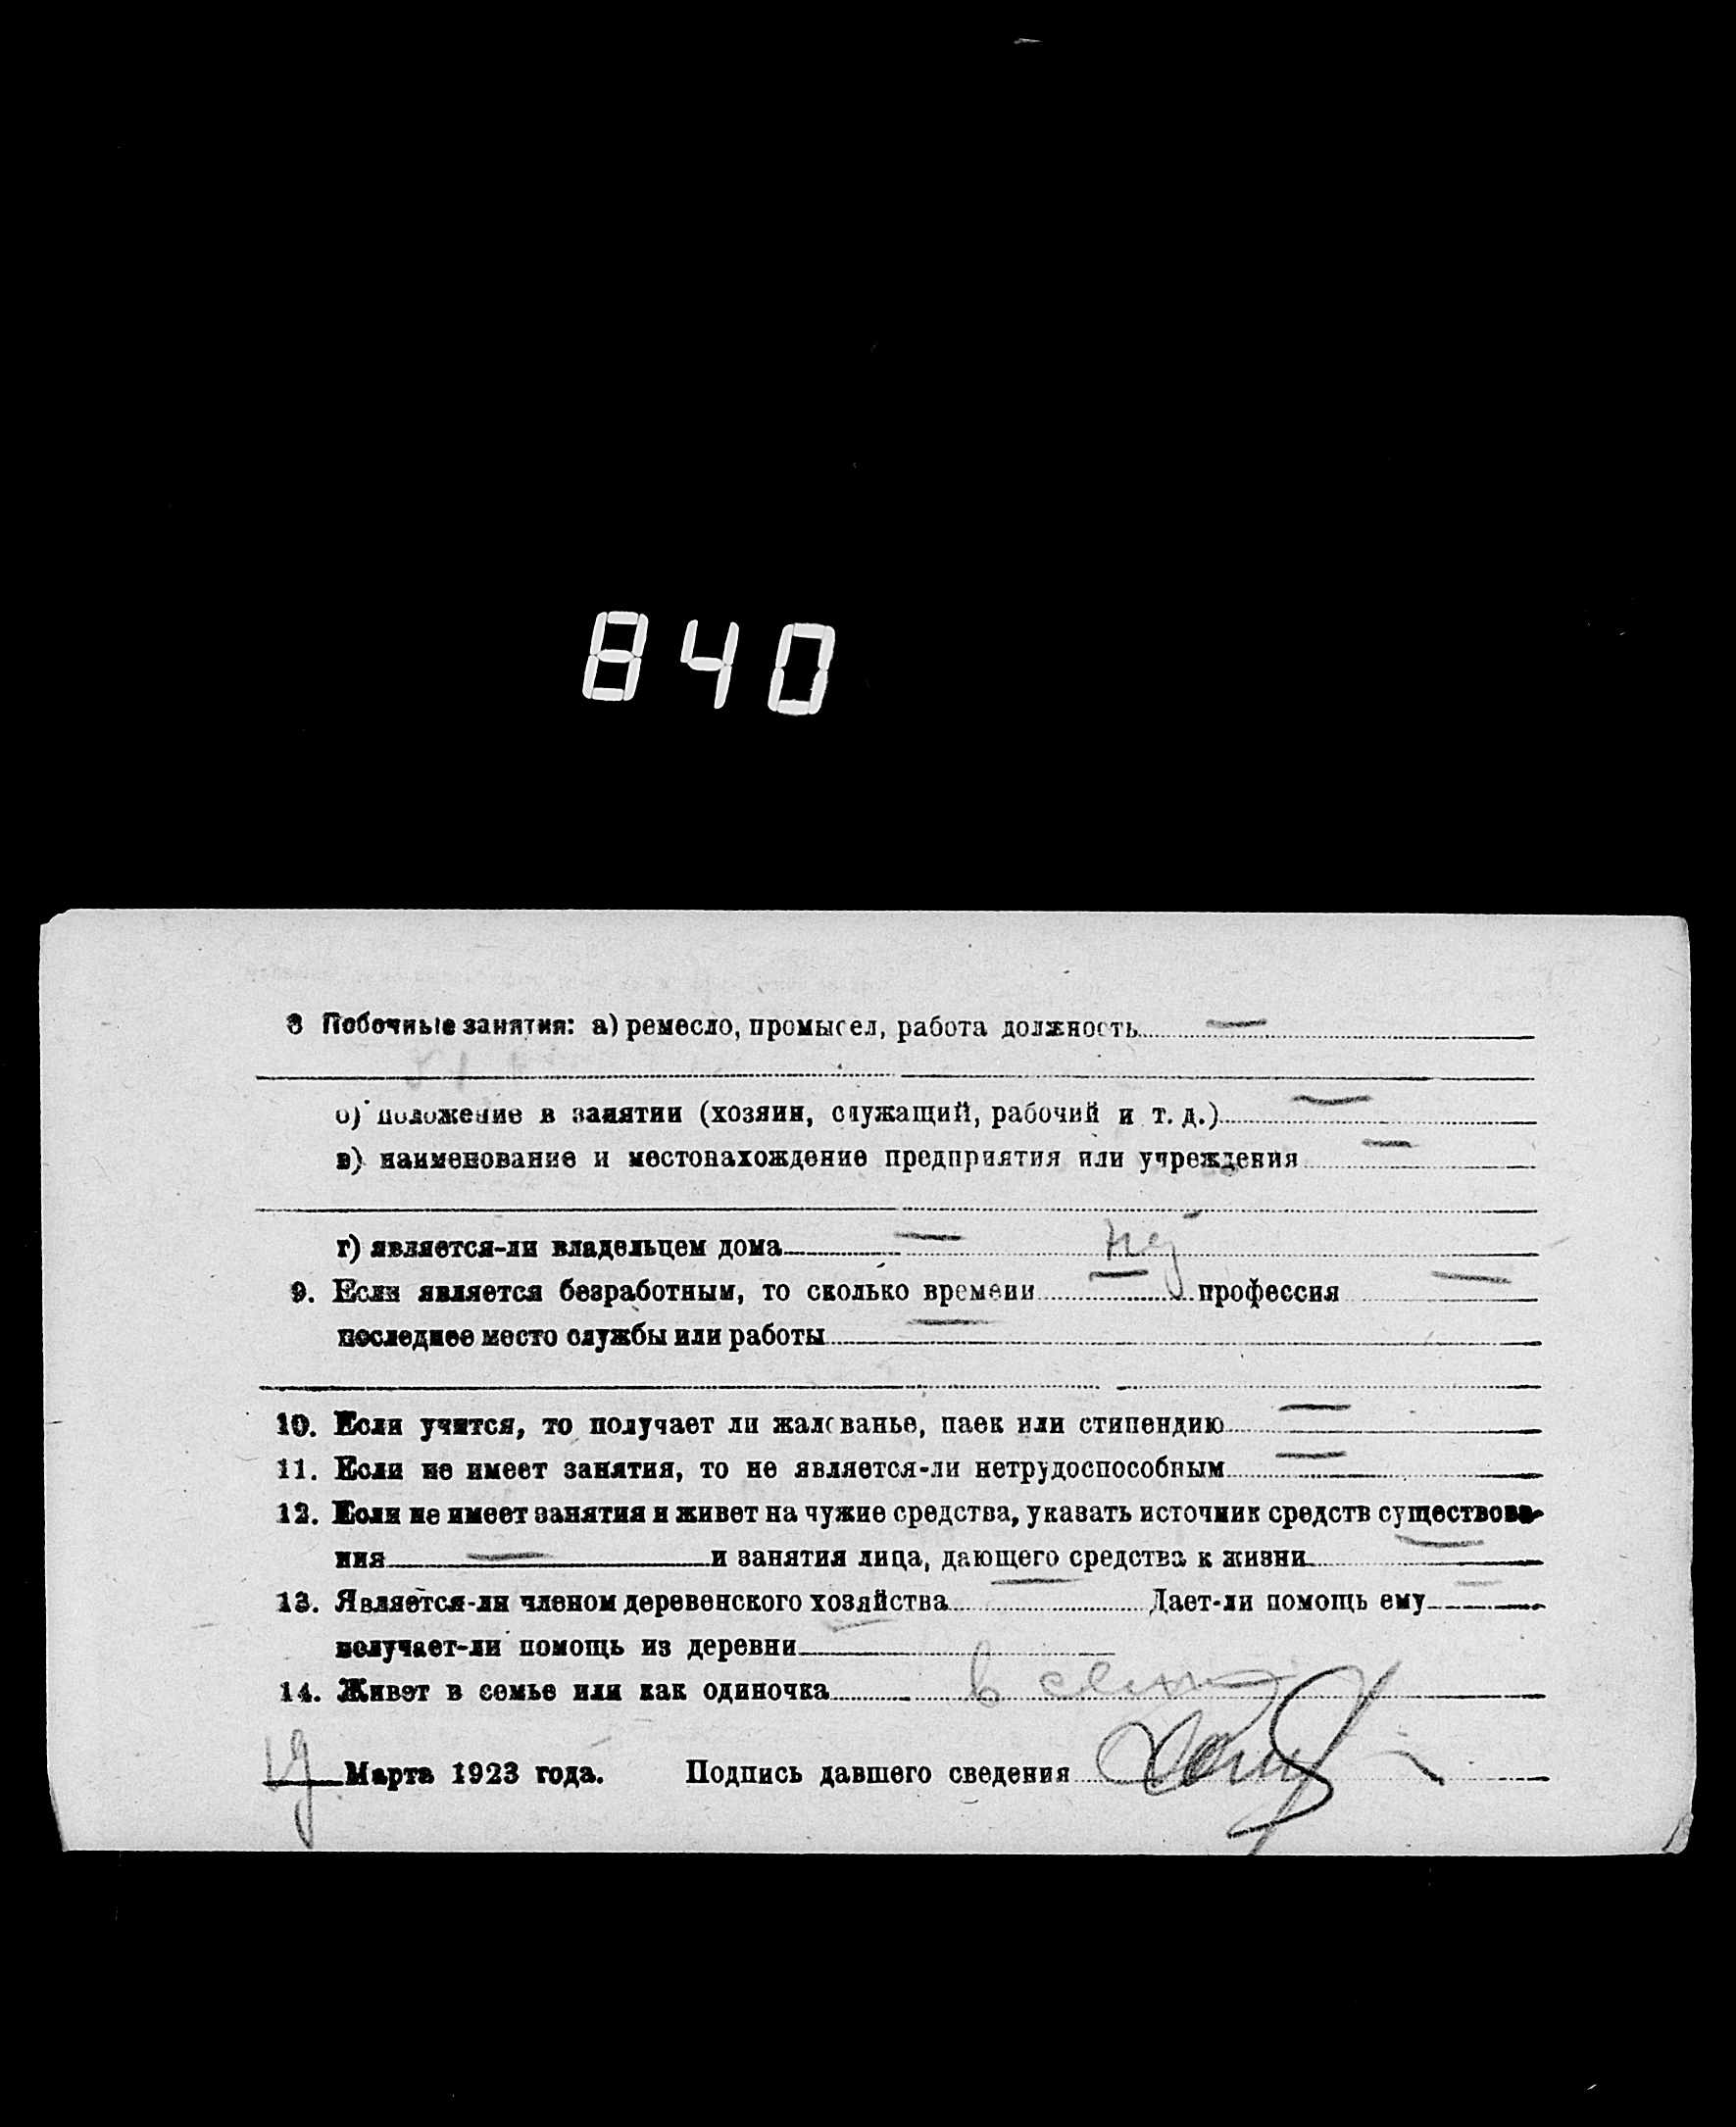 840
8 Побочные занятия: а) ремесло, промысел, работа должность —
б) положение в занятии (хозяин, служащий, рабочий и т. д.) —
в) наименование и местонахождение предприятия или учреждения —
г) является-ли владельцем дома — нет
9. Если является безработным, то сколько времени — профессия —
последнее место службы или работы —
10. Если учится, то получает ли жалованье, паек или стипендию —
11. Если не имеет занятия, то не является-ли нетрудоспособным —
12. Если не имеет занятия и живет на чужие средства, указать источник средств существова-
ния — и занятия лица, дающего средства к жизни —
13. Является-ли членом деревенского хозяйства — Дает-ли помощь ему —
получает-ли помощь из деревни —
14. Живет в семье или как одиночка в семье
Марта 1923 года. Подпись давшего сведения